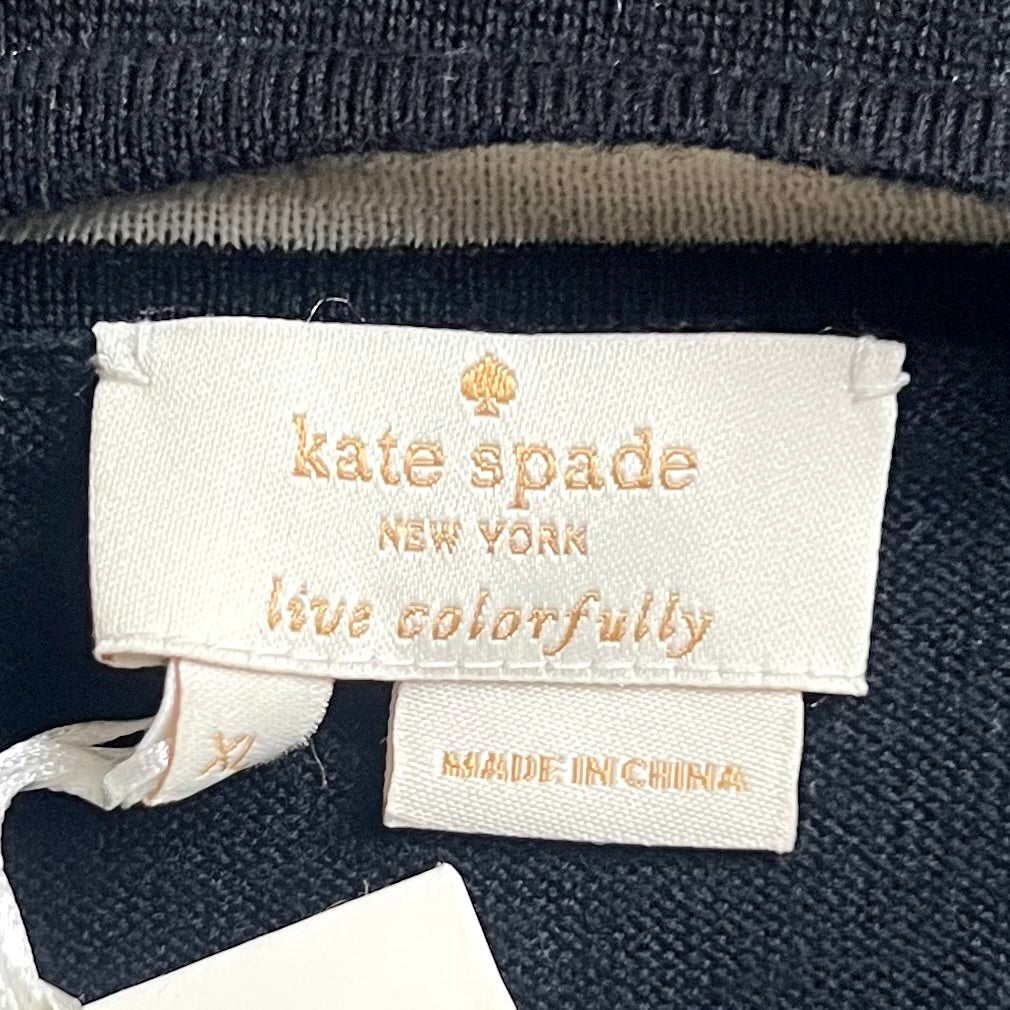 kate spade
NEW YORK
live colorfully
XL
MADE IN CHINA